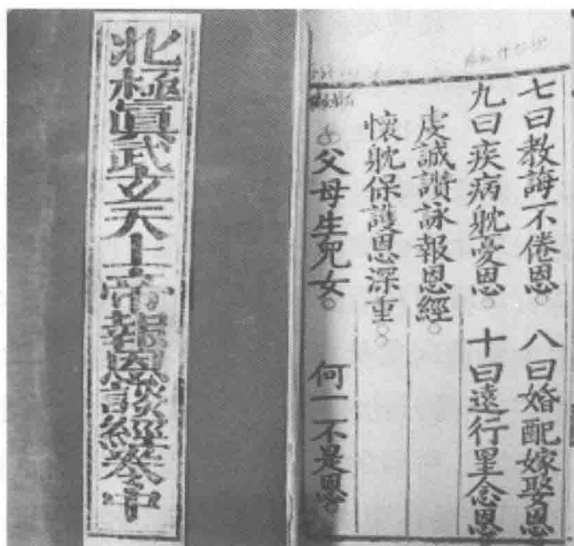 北極眞武玄天上帝報恩談經卷中
七曰教誨不倦恩○ 八曰婚配嫁娶恩○
九曰疾病躭憂恩○ 十曰遠行星念恩○
虔誠讚詠報恩經○
懷躭保護恩深重○○
父母生兒女○ 何一不是恩○